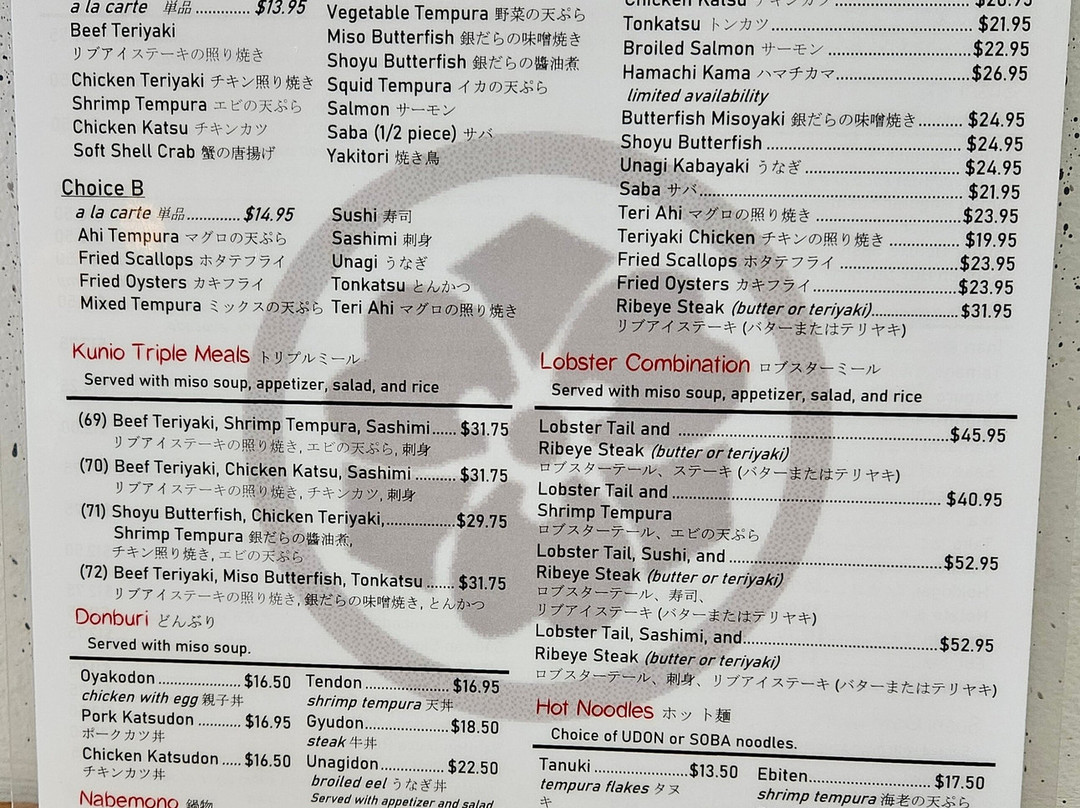 a la carte 単品 ............ $13.95
Beef Teriyaki
リブアイステーキの照り焼き
Chicken Teriyaki チキン照り焼き
Shrimp Tempura エビの天ぷら
Chicken Katsu チキンカツ
Soft Shell Crab 蟹の唐揚げ
Vegetable Tempura 野菜の天ぷら
Miso Butterfish 銀だらの味噌焼き
Shoyu Butterfish 銀だらの醬油煮
Squid Tempura イカの天ぷら
Salmon サーモン
Saba (1/2 piece) サバ
Yakitori 焼き鳥
Choice B
a la carte 単品............ $14.95
Ahi Tempura マグロの天ぷら
Fried Scallops ホタテフライ
Fried Oysters カキフライ
Mixed Tempura ミックスの天ぷら
Sushi 寿司
Sashimi 刺身
Unagi うなぎ
Tonkatsu とんかつ
Teri Ahi マグロの照り焼き
Kunio Triple Meals トリプルミール
Served with miso soup, appetizer, salad, and rice
(69) Beef Teriyaki, Shrimp Tempura, Sashimi...... $31.75
リブアイステーキの照り焼き, エビの天ぷら, 刺身
(70) Beef Teriyaki, Chicken Katsu, Sashimi ......... $31.75
リブアイステーキの照り焼き, チキンカツ, 刺身
(71) Shoyu Butterfish, Chicken Teriyaki,...............$29.75
Shrimp Tempura 銀だらの醬油煮,
チキン照り焼き, エビの天ぷら
(72) Beef Teriyaki, Miso Butterfish, Tonkatsu ....... $31.75
リブアイステーキの照り焼き, 銀だらの味噌焼き, とんかつ
Donburi どんぶり
Served with miso soup.
Oyakodon ................... $16.50
chicken with egg 親子丼
Pork Katsudon .......... $16.95
ポークカツ丼
Chicken Katsudon ..... $16.50
チキンカツ丼
Tendon ..................... $16.95
shrimp tempura 天丼
Gyudon ..................... $18.50
steak 牛丼
Unagidon ................. $22.50
broiled eel うなぎ丼
Served with appetizer and salad
Nabemono 鍋物
Chicken Katsu チキンカツ
Tonkatsu トンカツ............ $21.95
Broiled Salmon サーモン ............ $22.95
Hamachi Kama ハマチカマ............ $26.95
limited availability
Butterfish Misoyaki 銀だらの味噌焼き......... $24.95
Shoyu Butterfish ............ $24.95
Unagi Kabayaki うなぎ ............ $24.95
Saba サバ............ $21.95
Teri Ahi マグロの照り焼き ............ $23.95
Teriyaki Chicken チキンの照り焼き ............ $19.95
Fried Scallops ホタテフライ ............ $23.95
Fried Oysters カキフライ............ $23.95
Ribeye Steak (butter or teriyaki)............ $31.95
リブアイステーキ (バターまたはテリヤキ)
Lobster Combination ロブスターミール
Served with miso soup, appetizer, salad, and rice
Lobster Tail and ............ $45.95
Ribeye Steak (butter or teriyaki)
ロブスターテール、ステーキ (バターまたはテリヤキ)
Lobster Tail and ............ $40.95
Shrimp Tempura
ロブスターテール、エビの天ぷら
Lobster Tail, Sushi, and ............ $52.95
Ribeye Steak (butter or teriyaki)
ロブスターテール、寿司、
リブアイステーキ (バターまたはテリヤキ)
Lobster Tail, Sashimi, and............ $52.95
Ribeye Steak (butter or teriyaki)
ロブスターテール、刺身、リブアイステーキ (バターまたはテリヤキ)
Hot Noodles ホット麺
Choice of UDON or SOBA noodles.
Tanuki ..................... $13.50
tempura flakes タヌ
キ
Ebiten..................... $17.50
shrimp tempura 海老の天ぷら